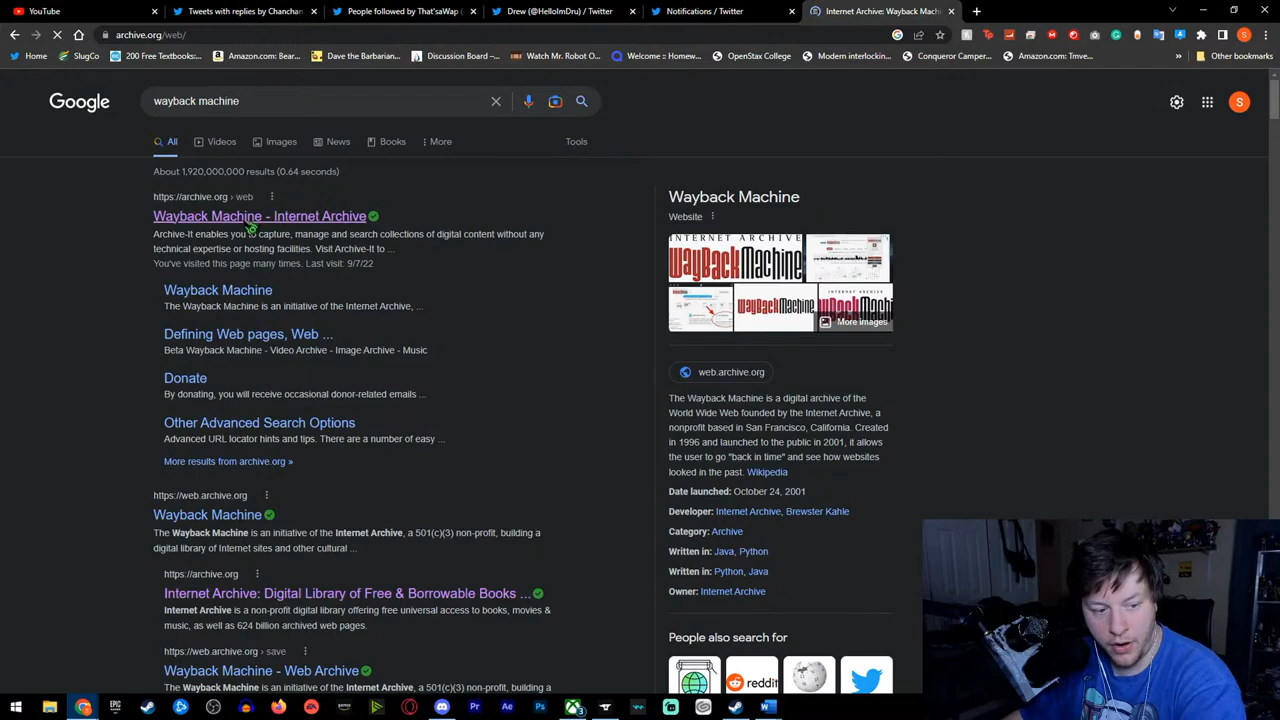 YouTube
Tweets with replies by Chanchan
People followed by That'saWap (
Drew (@HelloImDru) / Twitter
Notifications / Twitter
Internet Archive: Wayback Machi
archive.org/web/
Home
SlugCo
200 Free Textbooks:...
Amazon.com: Bear...
Dave the Barbarian...
Discussion Board –...
Watch Mr. Robot O...
Welcome :: Homew...
OpenStax College
Modern interlockin...
Conqueror Camper...
Amazon.com: Tmve...
»
Other bookmarks
Google
wayback machine
S
All
Videos
Images
News
Books
More
Tools
About 1,920,000,000 results (0.64 seconds)
https://archive.org › web
Wayback Machine - Internet Archive
Archive-It enables you to capture, manage and search collections of digital content without any
technical expertise or hosting facilities. Visit Archive-It to ...
You've visited this page many times. Last visit: 9/7/22
Wayback Machine
The Wayback Machine is an initiative of the Internet Archive, ...
Defining Web pages, Web ...
Beta Wayback Machine - Video Archive - Image Archive - Music
Donate
By donating, you will receive occasional donor-related emails ...
Other Advanced Search Options
Advanced URL locator hints and tips. There are a number of easy ...
More results from archive.org »
https://web.archive.org
Wayback Machine
The Wayback Machine is an initiative of the Internet Archive, a 501(c)(3) non-profit, building a
digital library of Internet sites and other cultural ...
https://archive.org
Internet Archive: Digital Library of Free & Borrowable Books ...
Internet Archive is a non-profit digital library offering free universal access to books, movies &
music, as well as 624 billion archived web pages.
https://web.archive.org › save
Wayback Machine - Web Archive
The Wayback Machine is an initiative of the Internet Archive, a 501(c)(3) non-profit, building a
Wayback Machine
Website
INTERNET ARCHIVE
WayBackMachine
WayBackMachine
INTERNET ARCHIVE
WayBackMachin
More images
web.archive.org
The Wayback Machine is a digital archive of the
World Wide Web founded by the Internet Archive, a
nonprofit based in San Francisco, California. Created
in 1996 and launched to the public in 2001, it allows
the user to go "back in time" and see how websites
looked in the past. Wikipedia
Date launched: October 24, 2001
Developer: Internet Archive, Brewster Kahle
Category: Archive
Written in: Java, Python
Written in: Python, Java
Owner: Internet Archive
People also search for
reddit